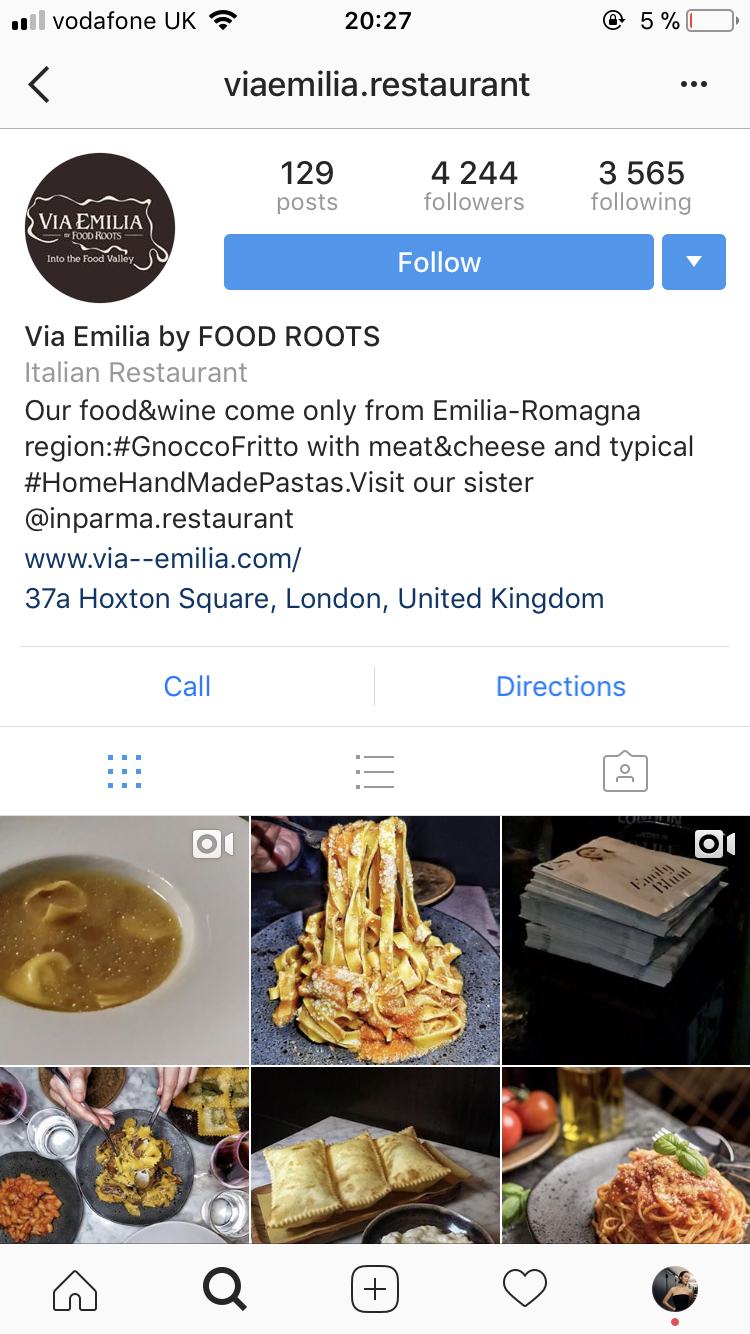 vodafone UK
20:27
5 %
viaemilia.restaurant
129
posts
4 244
followers
3 565
following
VIA EMILIA
BY FOOD ROOTS
Into the Food Valley
Follow
Via Emilia by FOOD ROOTS
Italian Restaurant
Our food&wine come only from Emilia-Romagna
region:#GnoccoFritto with meat&cheese and typical
#HomeHandMadePastas.Visit our sister
@inparma.restaurant
www.via--emilia.com/
37a Hoxton Square, London, United Kingdom
Call
Directions
Family